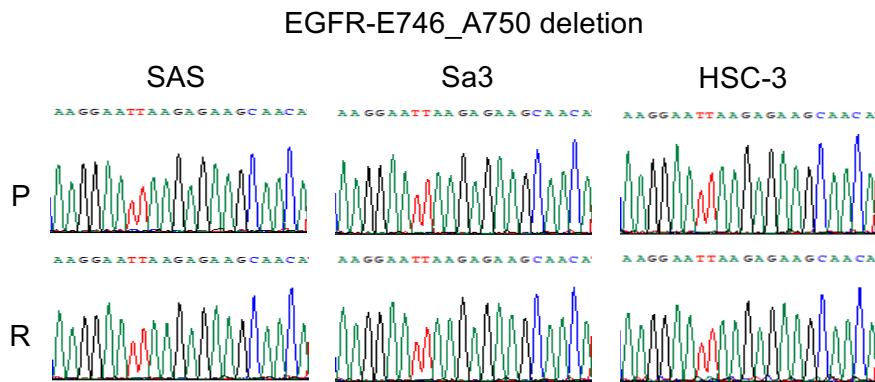 EGFR-E746_A750 deletion
SAS Sa3 HSC-3
AAGGAATTAAGAGAAGCAACA AAGGAATTAAGAGAAGCAACA AAGGAATTAAGAGAAGCAACA
P
AAGGAATTAAGAGAAGCAACA AAGGAATTAAGAGAAGCAACA AAGGAATTAAGAGAAGCAACA
R